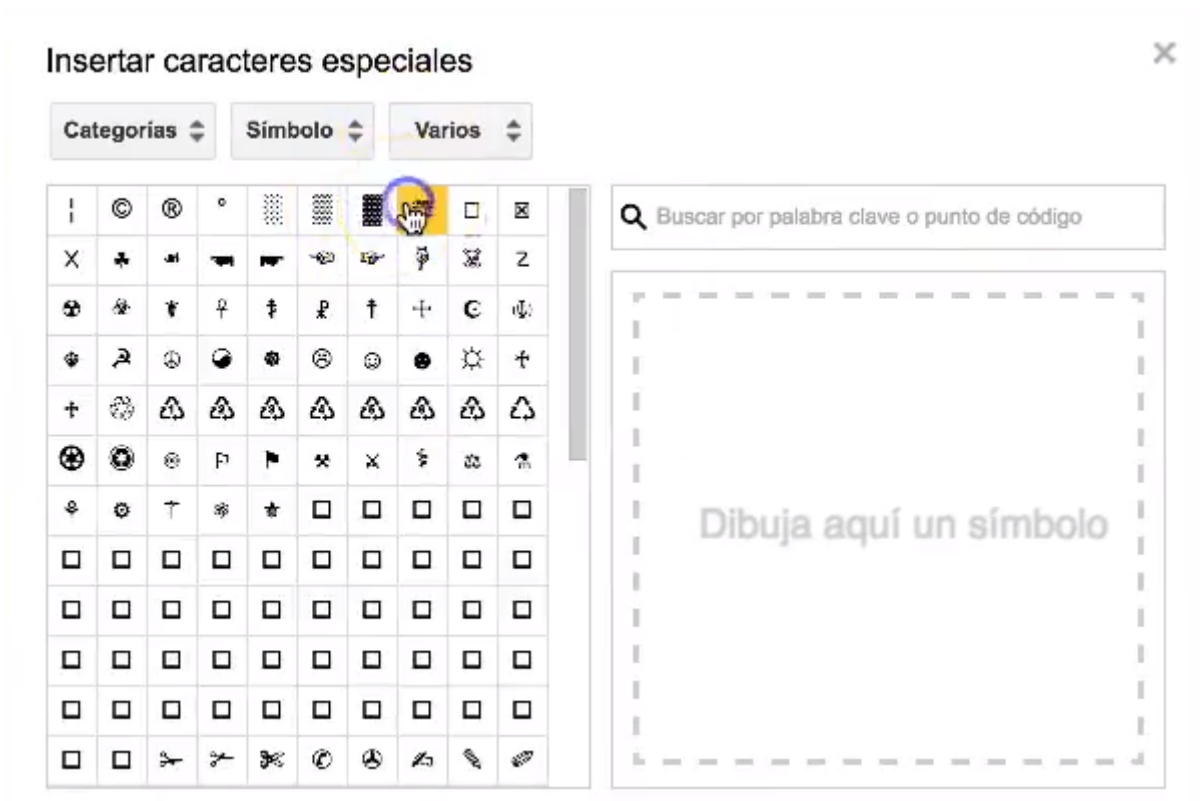 Insertar caracteres especiales
Categorías Símbolo Varios
Buscar por palabra clave o punto de código
Dibuja aquí un símbolo